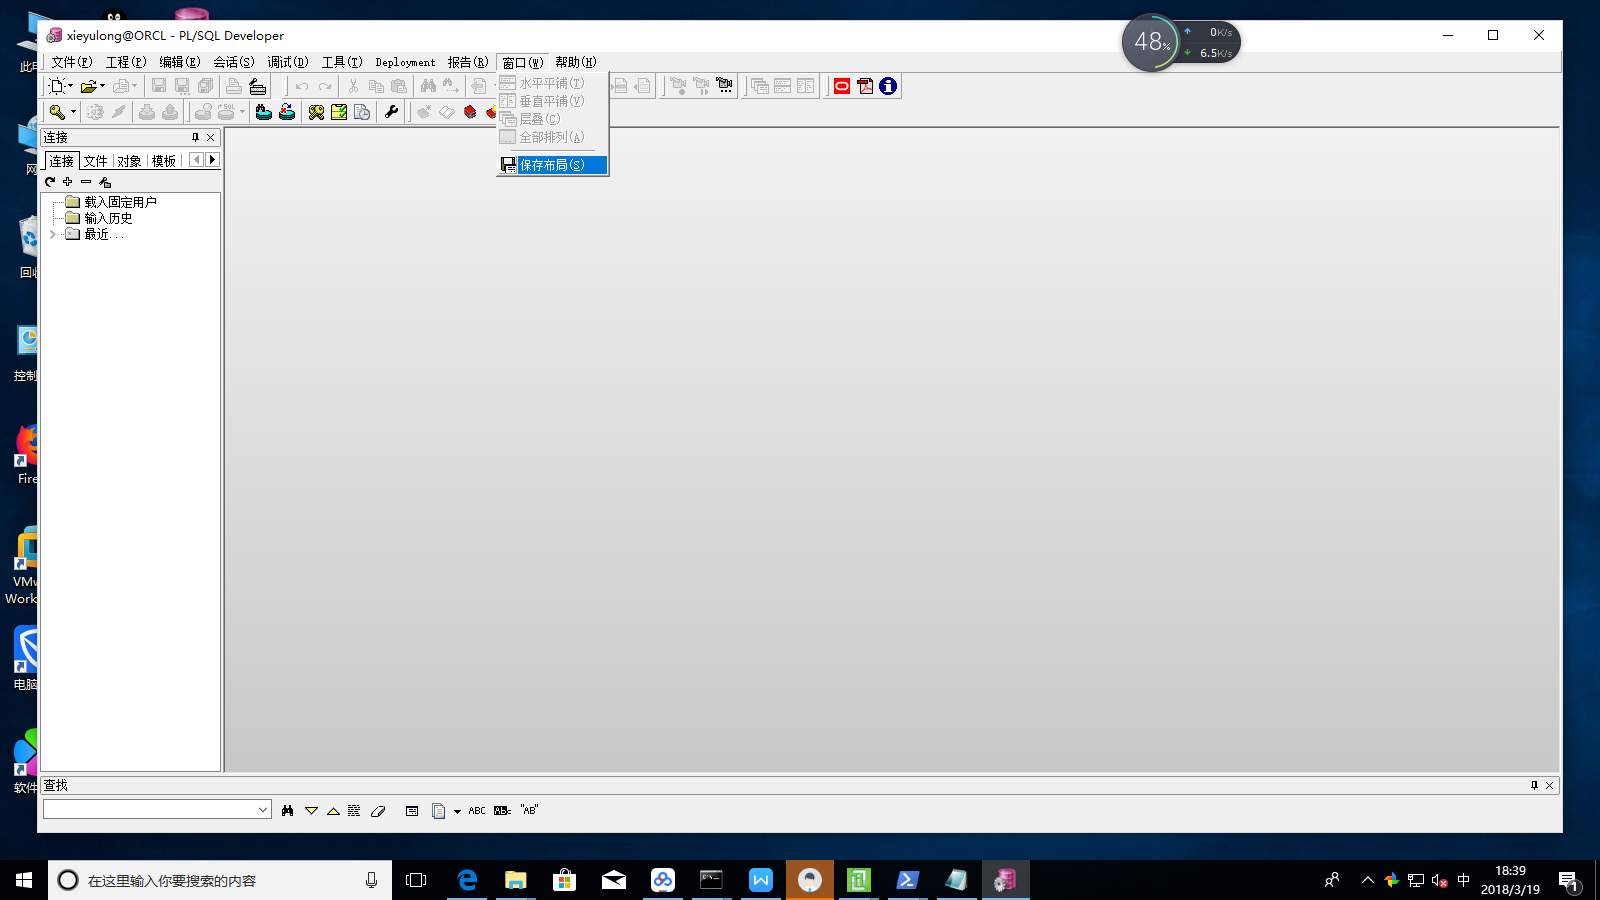 xieyulong@ORCL - PL/SQL Developer
文件(F) 工程(P) 编辑(E) 会话(S) 调试(D) 工具(I) Deployment 报告(R) 窗口(W) 帮助(H)
48%
0K/s
6.5K/s
水平平铺(T)
垂直平铺(V)
层叠(C)
全部排列(A)
保存布局(S)
SQL
连接
连接 文件 对象 模板
载入固定用户
输入历史
最近...
回收
控制
Fire
VMw
Work
电脑
软件
查找
ABC
"AB"
在这里输入你要搜索的内容
中
18:39
2018/3/19
1